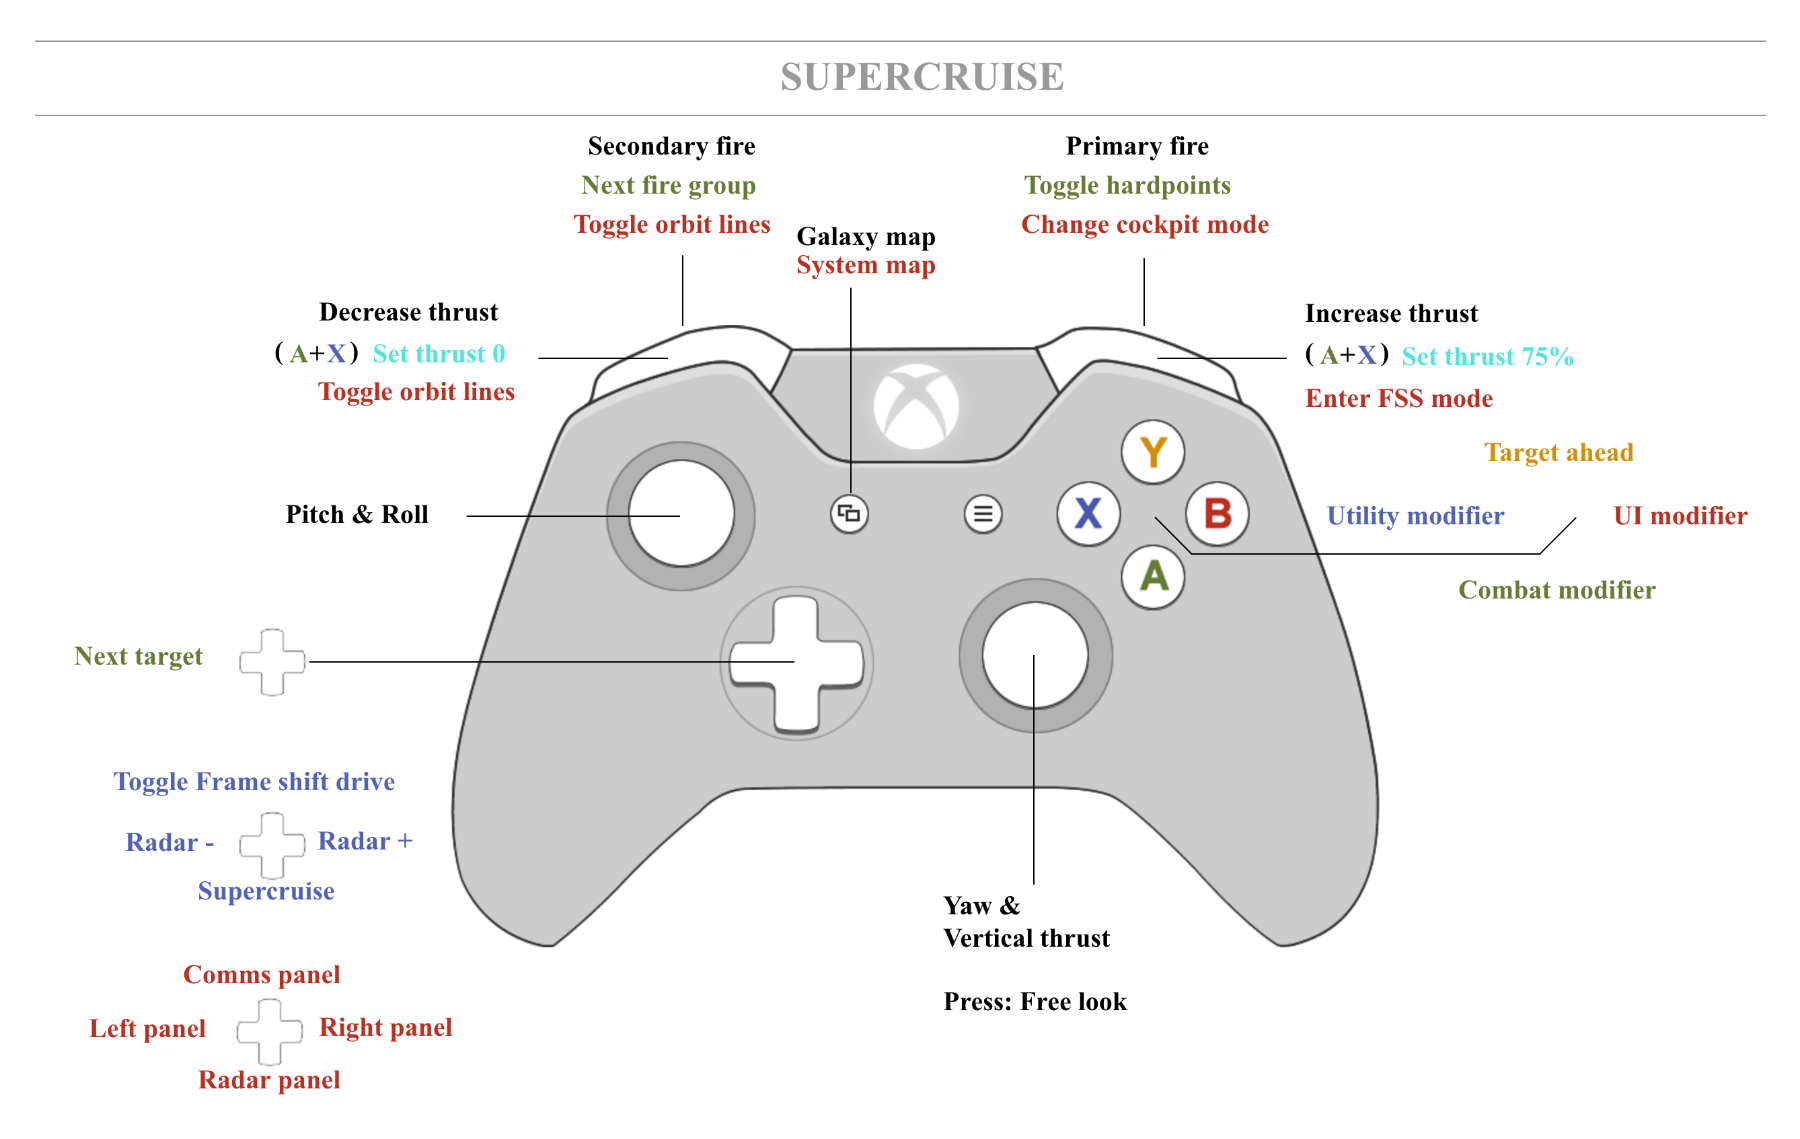 SUPERCRUISE
Secondary fire
Next fire group
Toggle orbit lines
Primary fire
Toggle hardpoints
Change cockpit mode
Galaxy map
System map
Decrease thrust
( A+X ) Set thrust 0
Toggle orbit lines
Increase thrust
( A+X ) Set thrust 75%
Enter FSS mode
Y
X
B
A
Target ahead
Utility modifier
UI modifier
Combat modifier
Pitch & Roll
Next target
Toggle Frame shift drive
Radar -
Radar +
Supercruise
Comms panel
Left panel
Right panel
Radar panel
Yaw &
Vertical thrust
Press: Free look